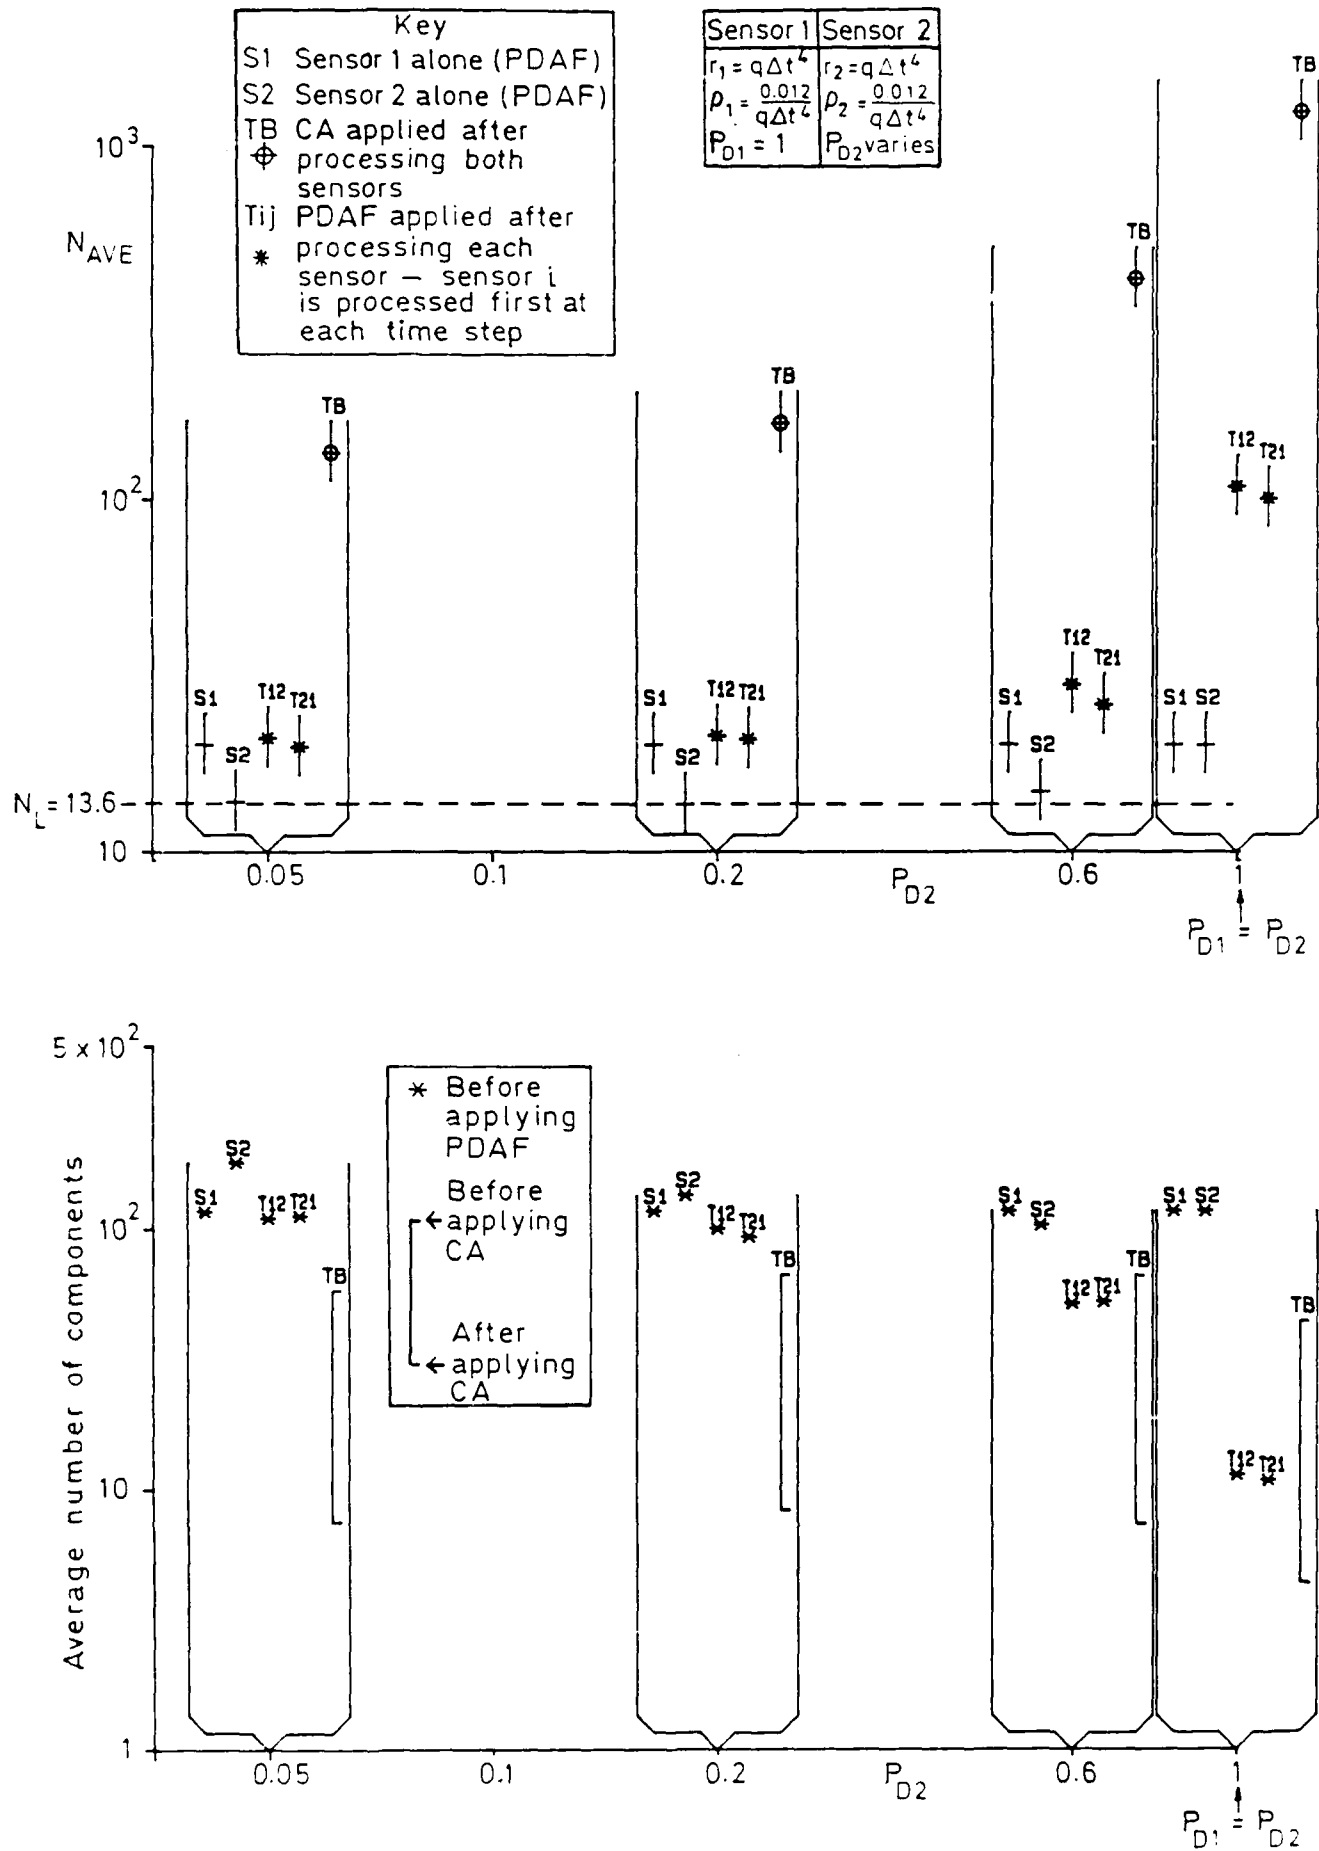 Key
S1 Sensor 1 alone (PDAF)
S2 Sensor 2 alone (PDAF)
TB CA applied after
processing both
sensors
Tij PDAF applied after
processing each
sensor – sensor i
is processed first at
each time step
Sensor 1 Sensor 2
r₁ = qΔt⁴ r₂ = qΔt⁴
ρ₁ = 0.012 / qΔt⁴ ρ₂ = 0.012 / qΔt⁴
P_D1 = 1 P_D2 varies
10³
N_AVE
10²
N_L = 13.6
10
S1 S2 T12 T21 TB
S1 S2 T12 T21 TB
S1 S2 T12 T21 TB
S1 S2 T12 T21 TB
0.05 0.1 0.2 P_D2 0.6 1
P_D1 = P_D2
5 x 10²
10²
10
1
Average number of components
* Before
applying
PDAF
Before
← applying
CA
After
← applying
CA
S1 S2 T12 T21 TB
S1 S2 T12 T21 TB
S1 S2 T12 T21 TB
S1 S2 T12 T21 TB
0.05 0.1 0.2 P_D2 0.6 1
P_D1 = P_D2